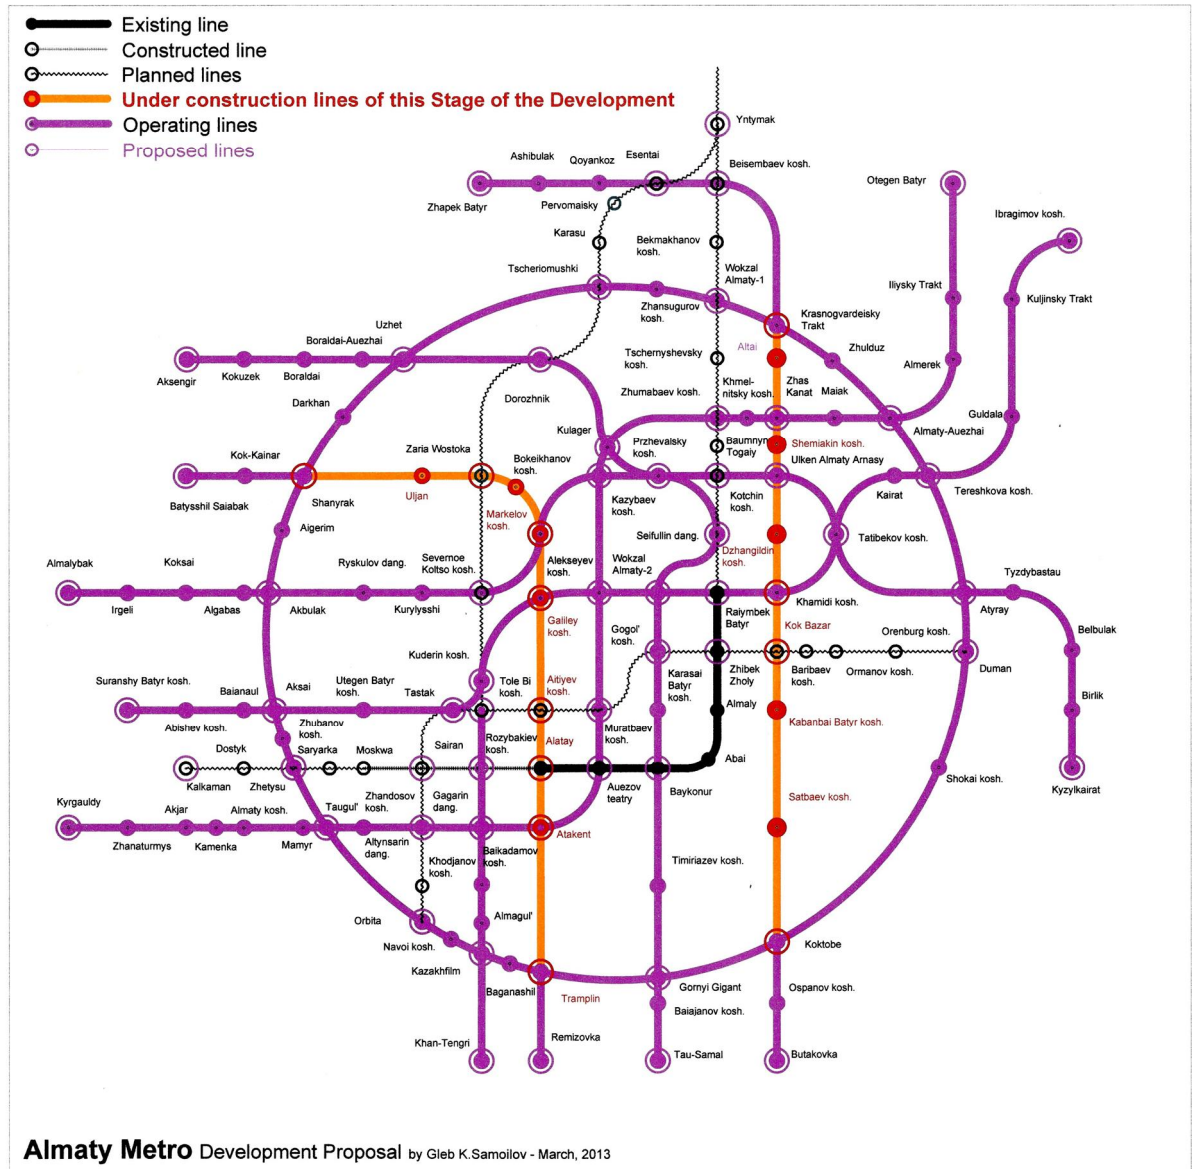 Existing line
Constructed line
Planned lines
Under construction lines of this Stage of the Development
Operating lines
Proposed lines
Yntymak
Ashibulak
Qoyankoz
Esentai
Beisembaev kosh.
Otegen Batyr
Zhapek Batyr
Pervomaisky
Ibragimov kosh.
Karasu
Bekmakhanov
kosh.
Tscheriomushki
Wokzal
Almaty-1
Iliysky Trakt
Kuljinsky Trakt
Zhansugurov
kosh.
Krasnogvardeisky
Trakt
Uzhet
Boraldai-Auezhai
Altai
Zhulduz
Tschernyshevsky
kosh.
Aksengir
Kokuzek
Boraldai
Almerek
Zhumabaev kosh.
Khmel-
nitsky kosh.
Zhas
Kanat
Maiak
Darkhan
Dorozhnik
Guldala
Kulager
Przhevalsky
kosh.
Baumnyn
Togaiy
Shemiakin kosh.
Almaty-Auezhai
Kok-Kainar
Zaria Wostoka
Bokeikhanov
kosh.
Ulken Almaty Arnasy
Batysshil Saiabak
Shanyrak
Uljan
Markelov
kosh.
Kazybaev
kosh.
Kotchin
kosh.
Kairat
Tereshkova kosh.
Aigerim
Seifullin dang.
Tatibekov kosh.
Almalybak
Koksai
Ryskulov dang.
Severnoe
Koltso kosh.
Alekseyev
kosh.
Wokzal
Almaty-2
Dzhangildin
kosh.
Tyzdybastau
Irgeli
Algabas
Akbulak
Kurylysshi
Galiley
kosh.
Raiymbek
Batyr
Khamidi kosh.
Atyray
Gogol'
kosh.
Kok Bazar
Orenburg kosh.
Belbulak
Kuderin kosh.
Karasai
Batyr
kosh.
Zhibek
Zholy
Baribaev
kosh.
Ormanov kosh.
Duman
Suranshy Batyr kosh.
Baianaul
Aksai
Utegen Batyr
kosh.
Tastak
Tole Bi
kosh.
Aitiyev
kosh.
Almaly
Birlik
Abishev kosh.
Zhubanov
kosh.
Rozybakiev
kosh.
Alatay
Muratbaev
kosh.
Kabanbai Batyr kosh.
Dostyk
Saryarka
Moskwa
Sairan
Abai
Kalkaman
Zhetysu
Zhandosov
kosh.
Gagarin
dang.
Auezov
teatry
Baykonur
Satbaev kosh.
Shokai kosh.
Kyzylkairat
Kyrgauldy
Akjar
Almaty kosh.
Taugul'
Atakent
Zhanaturmys
Kamenka
Mamyr
Altynsarin
dang.
Baikadamov
kosh.
Khodjanov
kosh.
Timiriazev kosh.
Orbita
Almagul'
Navoi kosh.
Koktobe
Kazakhfilm
Baganashil
Tramplin
Gornyi Gigant
Ospanov kosh.
Baiajanov kosh.
Khan-Tengri
Remizovka
Tau-Samal
Butakovka
Almaty Metro Development Proposal by Gleb K.Samoilov - March, 2013